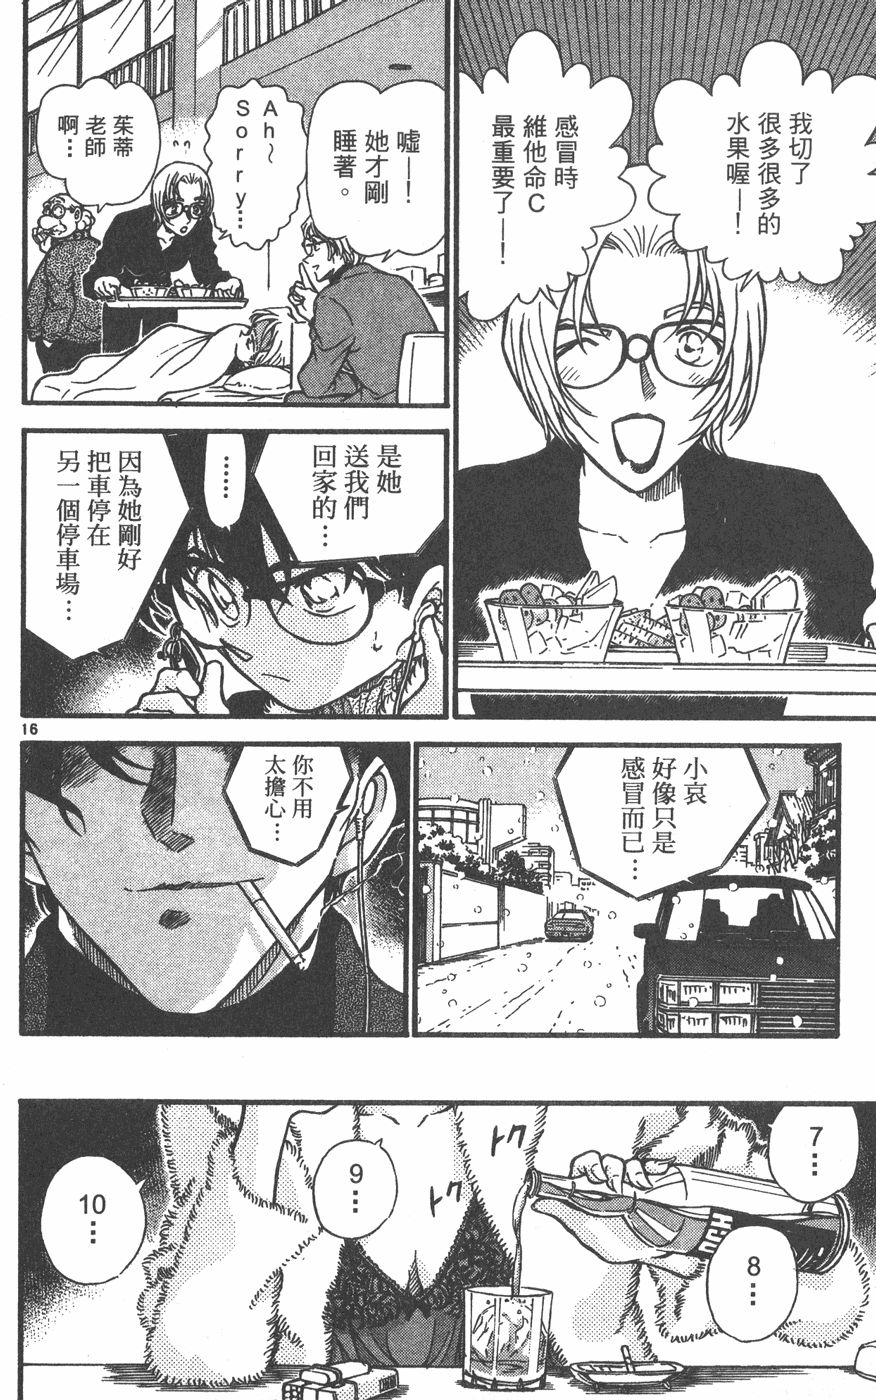 我切了
很多很多的
水果喔—!
感冒時
維他命C
最重要了—!
噓—!
她才剛
睡著。
Ah~
Sorry…
茱蒂
老師
啊…
是她
送我們
回家的…
……
因為她剛好
把車停在
另一個停車場…
16
小哀
好像只是
感冒而已…
你不用
太擔心…
7…
8…
9…
10…
トク
トク